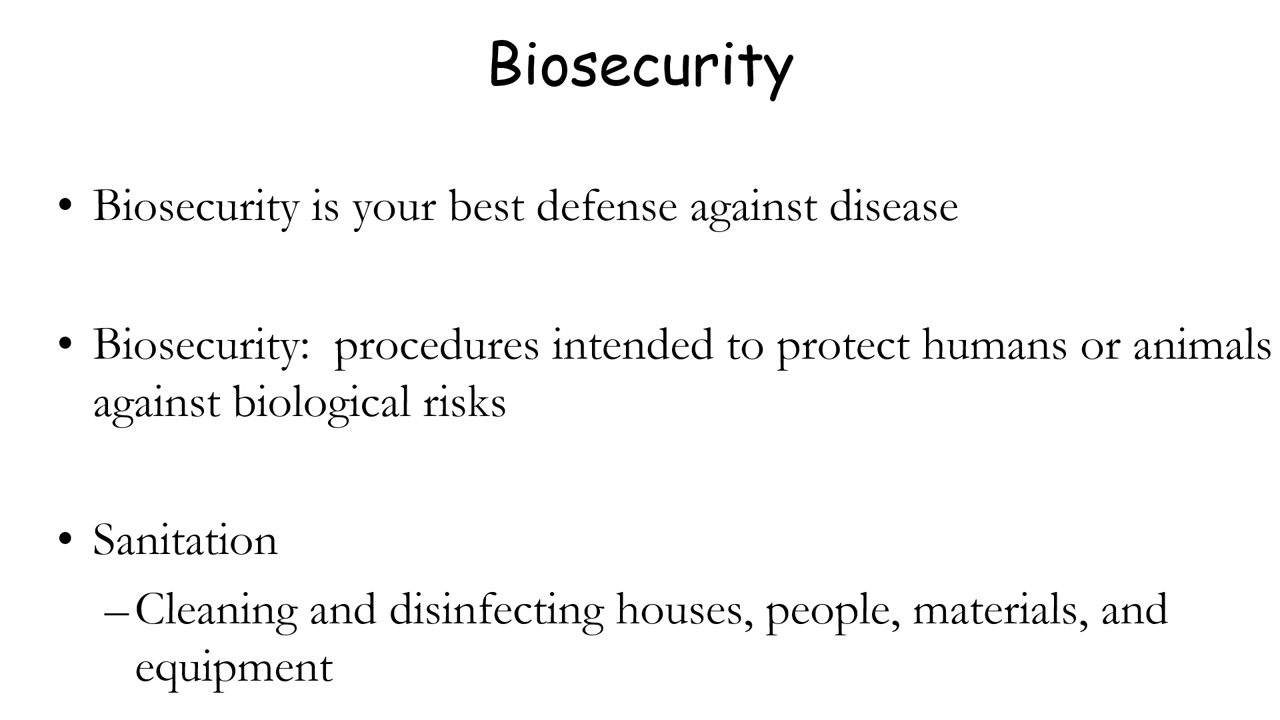 Biosecurity
• Biosecurity is your best defense against disease
• Biosecurity:  procedures intended to protect humans or animals
against biological risks
• Sanitation
– Cleaning and disinfecting houses, people, materials, and
equipment